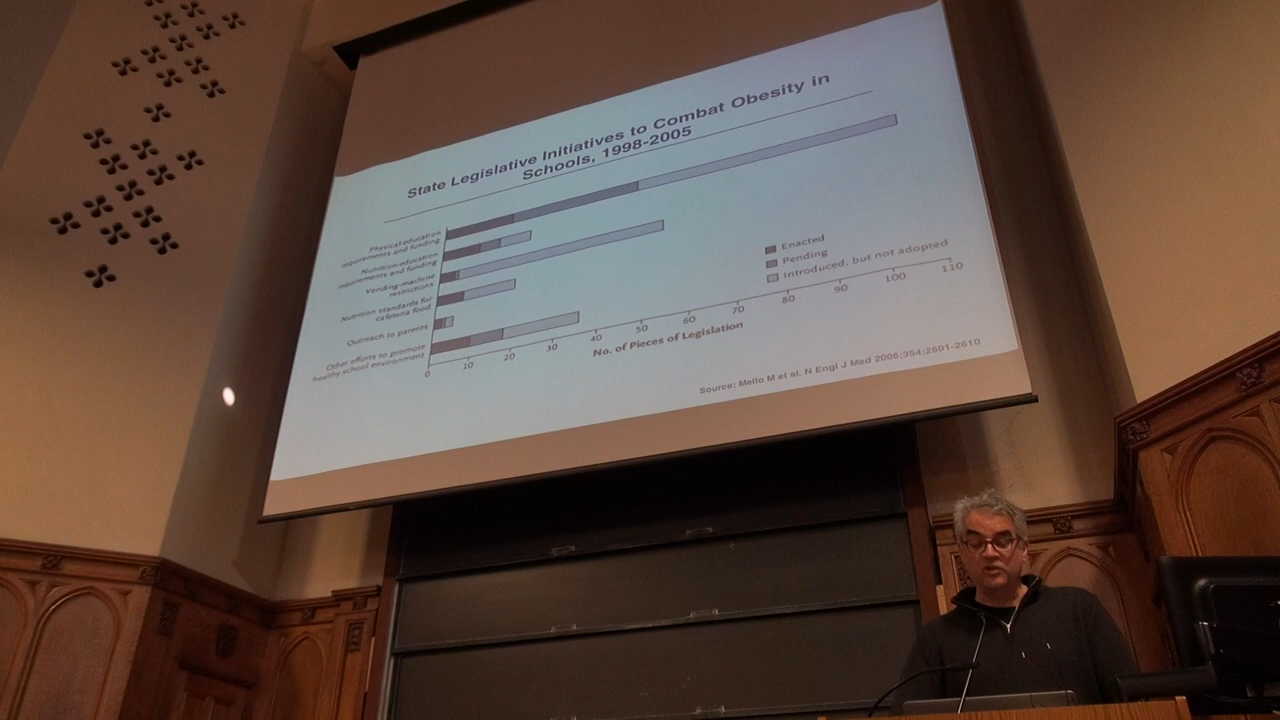 State Legislative Initiatives to Combat Obesity in
Schools, 1998-2005
Physical-education
requirements and funding
Nutrition-education
requirements and funding
Vending-machine
restrictions
Nutrition standards for
cafeteria food
Outreach to parents
Other efforts to promote
healthy school environment
Enacted
Pending
Introduced, but not adopted
0 10 20 30 40 50 60 70 80 90 100 110
No. of Pieces of Legislation
Source: Mello M et al. N Engl J Med 2006;354:2601-2610